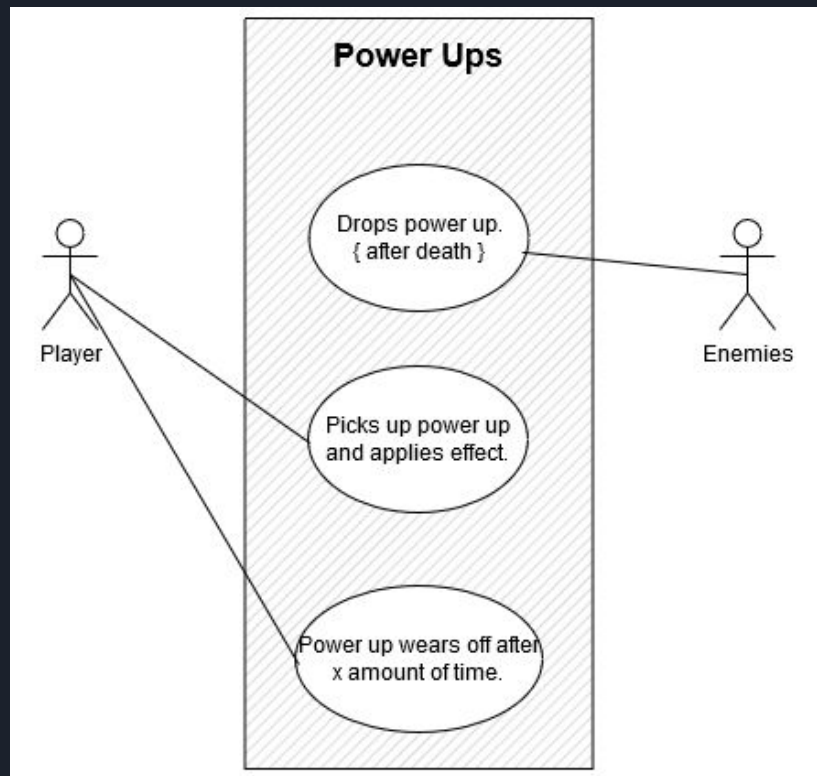 Power Ups
Drops power up.
{ after death }
Player
Enemies
Picks up power up
and applies effect.
Power up wears off after
x amount of time.